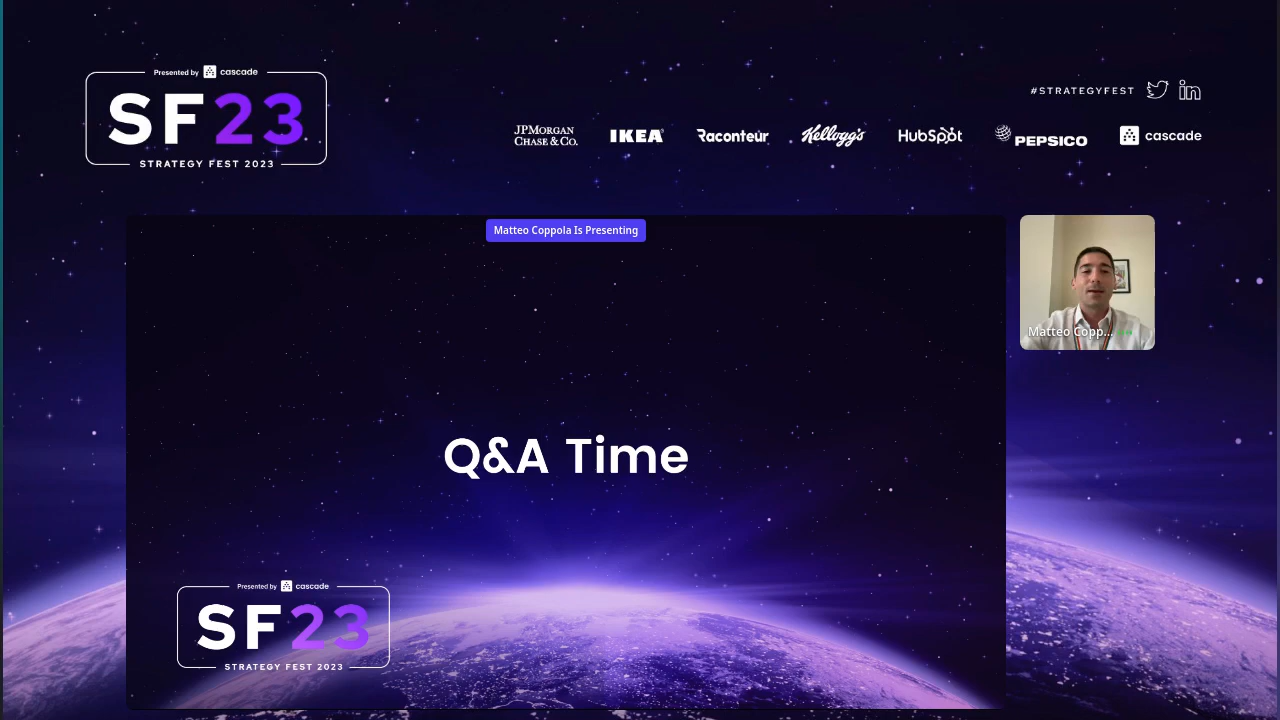 Presented by cascade
SF23
STRATEGY FEST 2023
#STRATEGYFEST
JPMORGAN CHASE & CO.
IKEA
Raconteur
Kellogg's
HubSpot
PEPSICO
cascade
Matteo Coppola Is Presenting
Matteo Copp...
Q&A Time
Presented by cascade
SF23
STRATEGY FEST 2023